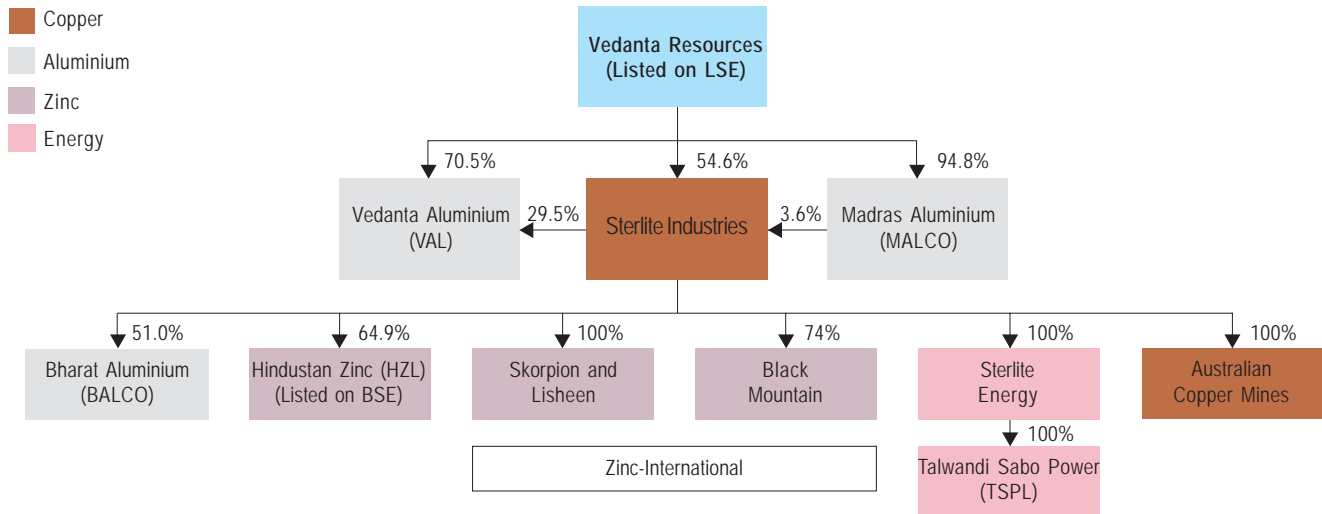 Copper
Aluminium
Zinc
Energy
Vedanta Resources
(Listed on LSE)
70.5%
54.6%
94.8%
Vedanta Aluminium
(VAL)
29.5%
Sterlite Industries
3.6%
Madras Aluminium
(MALCO)
51.0%
64.9%
100%
74%
100%
100%
Bharat Aluminium
(BALCO)
Hindustan Zinc (HZL)
(Listed on BSE)
Skorpion and
Lisheen
Black
Mountain
Sterlite
Energy
Australian
Copper Mines
100%
Zinc-International
Talwandi Sabo Power
(TSPL)